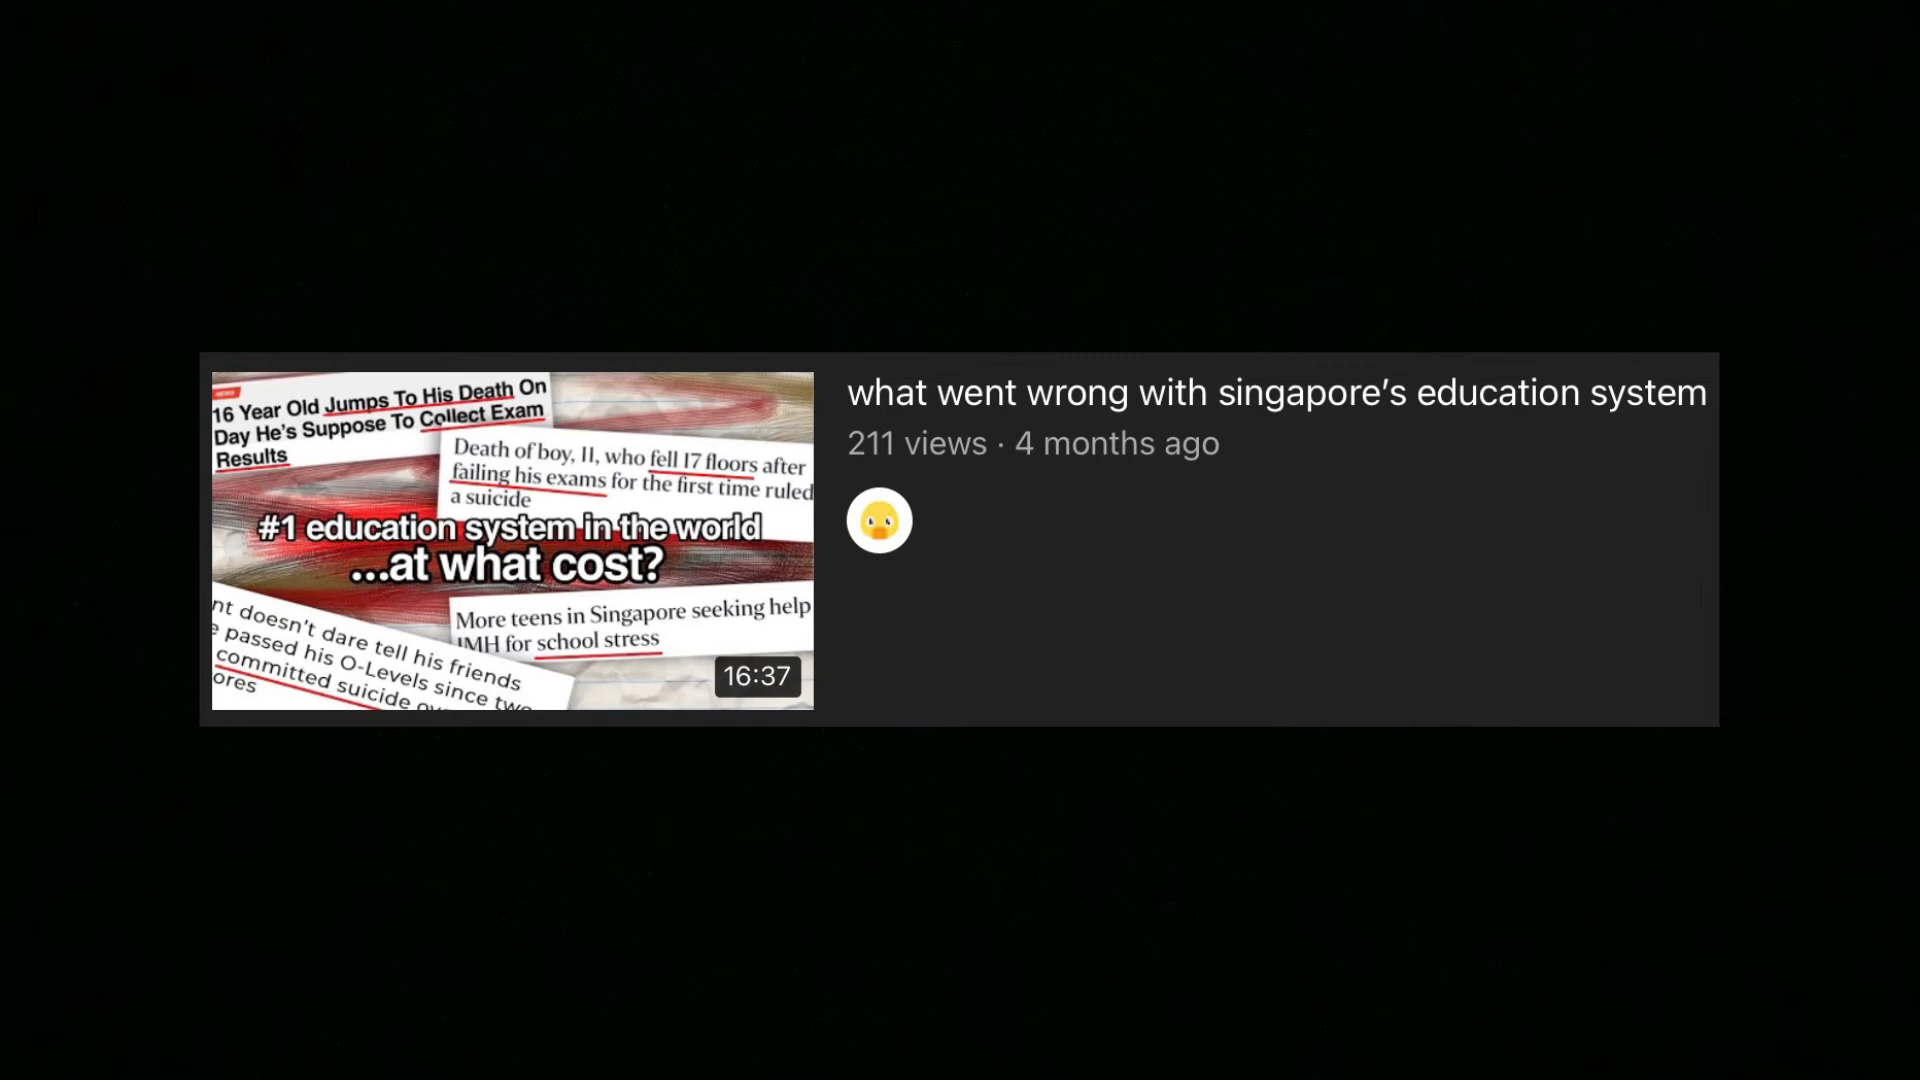 NEWS
16 Year Old Jumps To His Death On
Day He's Suppose To Collect Exam
Results
Death of boy, 11, who fell 17 floors after
failing his exams for the first time ruled
a suicide
#1 education system in the world
...at what cost?
More teens in Singapore seeking help
IMH for school stress
nt doesn't dare tell his friends
e passed his O-Levels since two
committed suicide ov
ores
16:37
what went wrong with singapore's education system
211 views · 4 months ago